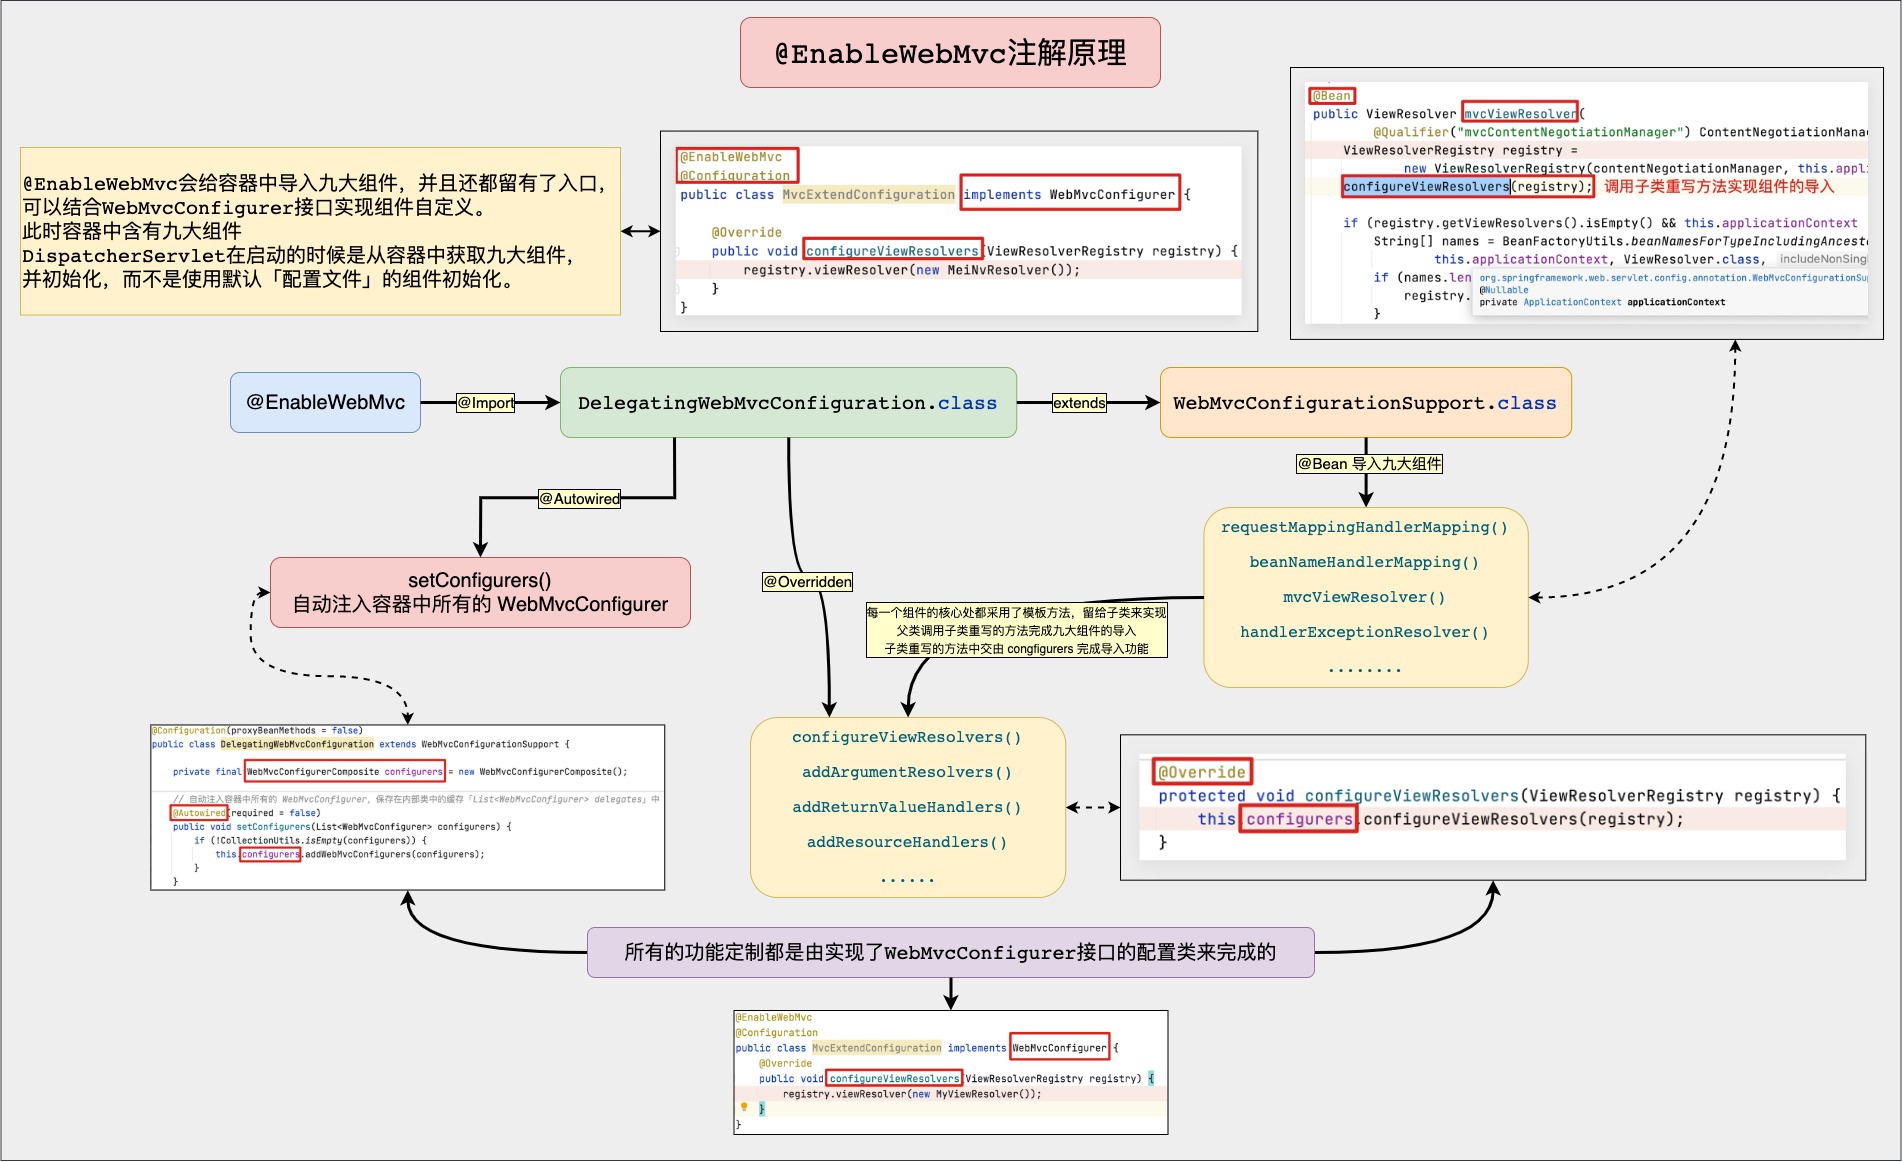 @EnableWebMvc注解原理
@EnableWebMvc会给容器中导入九大组件，并且还都留有了入口，
可以结合WebMvcConfigurer接口实现组件自定义。
此时容器中含有九大组件
DispatcherServlet在启动的时候是从容器中获取九大组件，
并初始化，而不是使用默认「配置文件」的组件初始化。
@EnableWebMvc
@Configuration
public class MvcExtendConfiguration implements WebMvcConfigurer {
@Override
public void configureViewResolvers(ViewResolverRegistry registry) {
registry.viewResolver(new MeiNvResolver());
}
}
@Bean
public ViewResolver mvcViewResolver(
@Qualifier("mvcContentNegotiationManager") ContentNegotiationMana
ViewResolverRegistry registry =
new ViewResolverRegistry(contentNegotiationManager, this.appl
configureViewResolvers(registry); 调用子类重写方法实现组件的导入
if (registry.getViewResolvers().isEmpty() && this.applicationContext
String[] names = BeanFactoryUtils.beanNamesForTypeIncludingAncest
this.applicationContext, ViewResolver.class, includeNonSing
if (names.len
registry.
}
org.springframework.web.servlet.config.annotation.WebMvcConfigurationSup
@Nullable
private ApplicationContext applicationContext
@EnableWebMvc
@Import
DelegatingWebMvcConfiguration.class
extends
WebMvcConfigurationSupport.class
@Bean 导入九大组件
@Autowired
@Overridden
setConfigurers()
自动注入容器中所有的 WebMvcConfigurer
requestMappingHandlerMapping()
beanNameHandlerMapping()
mvcViewResolver()
handlerExceptionResolver()
........
每一个组件的核心处都采用了模板方法，留给子类来实现
父类调用子类重写的方法完成九大组件的导入
子类重写的方法中交由 congfigurers 完成导入功能
@Configuration(proxyBeanMethods = false)
public class DelegatingWebMvcConfiguration extends WebMvcConfigurationSupport {
private final WebMvcConfigurerComposite configurers = new WebMvcConfigurerComposite();
// 自动注入容器中所有的 WebMvcConfigurer，保存在内部类中的缓存「List<WebMvcConfigurer> delegates」中
@Autowired(required = false)
public void setConfigurers(List<WebMvcConfigurer> configurers) {
if (!CollectionUtils.isEmpty(configurers)) {
this.configurers.addWebMvcConfigurers(configurers);
}
}
configureViewResolvers()
addArgumentResolvers()
addReturnValueHandlers()
addResourceHandlers()
......
@Override
protected void configureViewResolvers(ViewResolverRegistry registry) {
this.configurers.configureViewResolvers(registry);
}
所有的功能定制都是由实现了WebMvcConfigurer接口的配置类来完成的
@EnableWebMvc
@Configuration
public class MvcExtendConfiguration implements WebMvcConfigurer {
@Override
public void configureViewResolvers(ViewResolverRegistry registry) {
registry.viewResolver(new MyViewResolver());
}
}